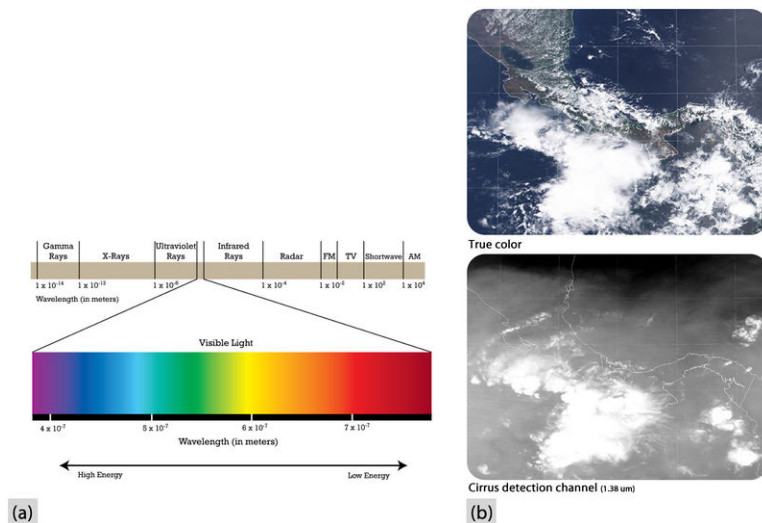 Gamma
Rays
X-Rays
Ultraviolet
Rays
Infrared
Rays
Radar
FM
TV
Shortwave
AM
1 x 10⁻¹⁴
1 x 10⁻¹²
1 x 10⁻⁸
1 x 10⁻⁴
1 x 10⁻²
1 x 10²
1 x 10⁴
Wavelength (in meters)
Visible Light
4 x 10⁻⁷
5 x 10⁻⁷
6 x 10⁻⁷
7 x 10⁻⁷
Wavelength (in meters)
High Energy
Low Energy
(a)
True color
Cirrus detection channel (1.38 um)
(b)